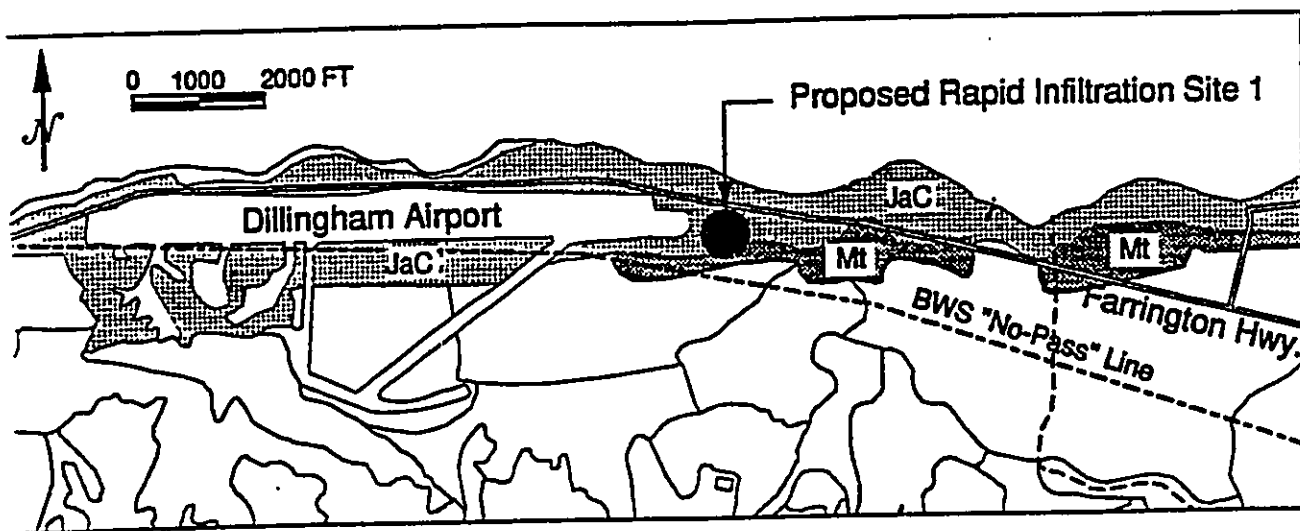 0 1000 2000 FT
N
Proposed Rapid Infiltration Site 1
JaC
Dillingham Airport
JaC
Mt
Mt
Farrington Hwy.
BWS "No-Pass" Line